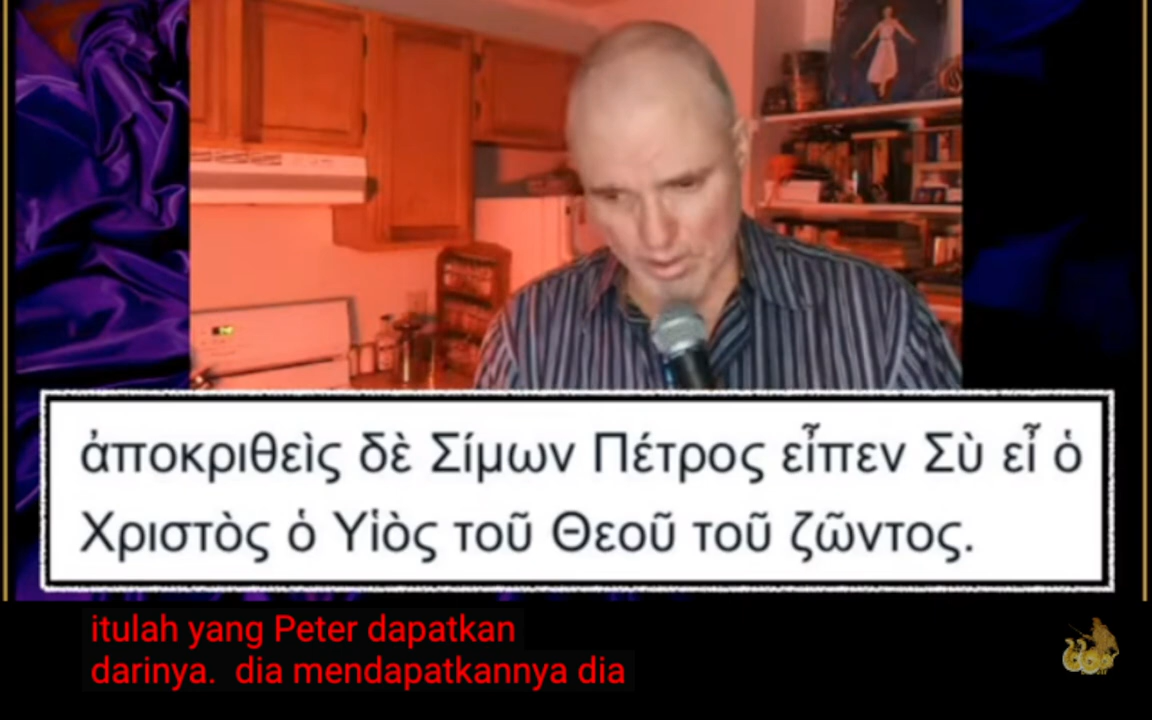 ἀποκριθεὶς δὲ Σίμων Πέτρος εἶπεν Σὺ εἶ ὁ
Χριστὸς ὁ Υἱὸς τοῦ Θεοῦ τοῦ ζῶντος.
itulah yang Peter dapatkan
darinya. dia mendapatkannya dia